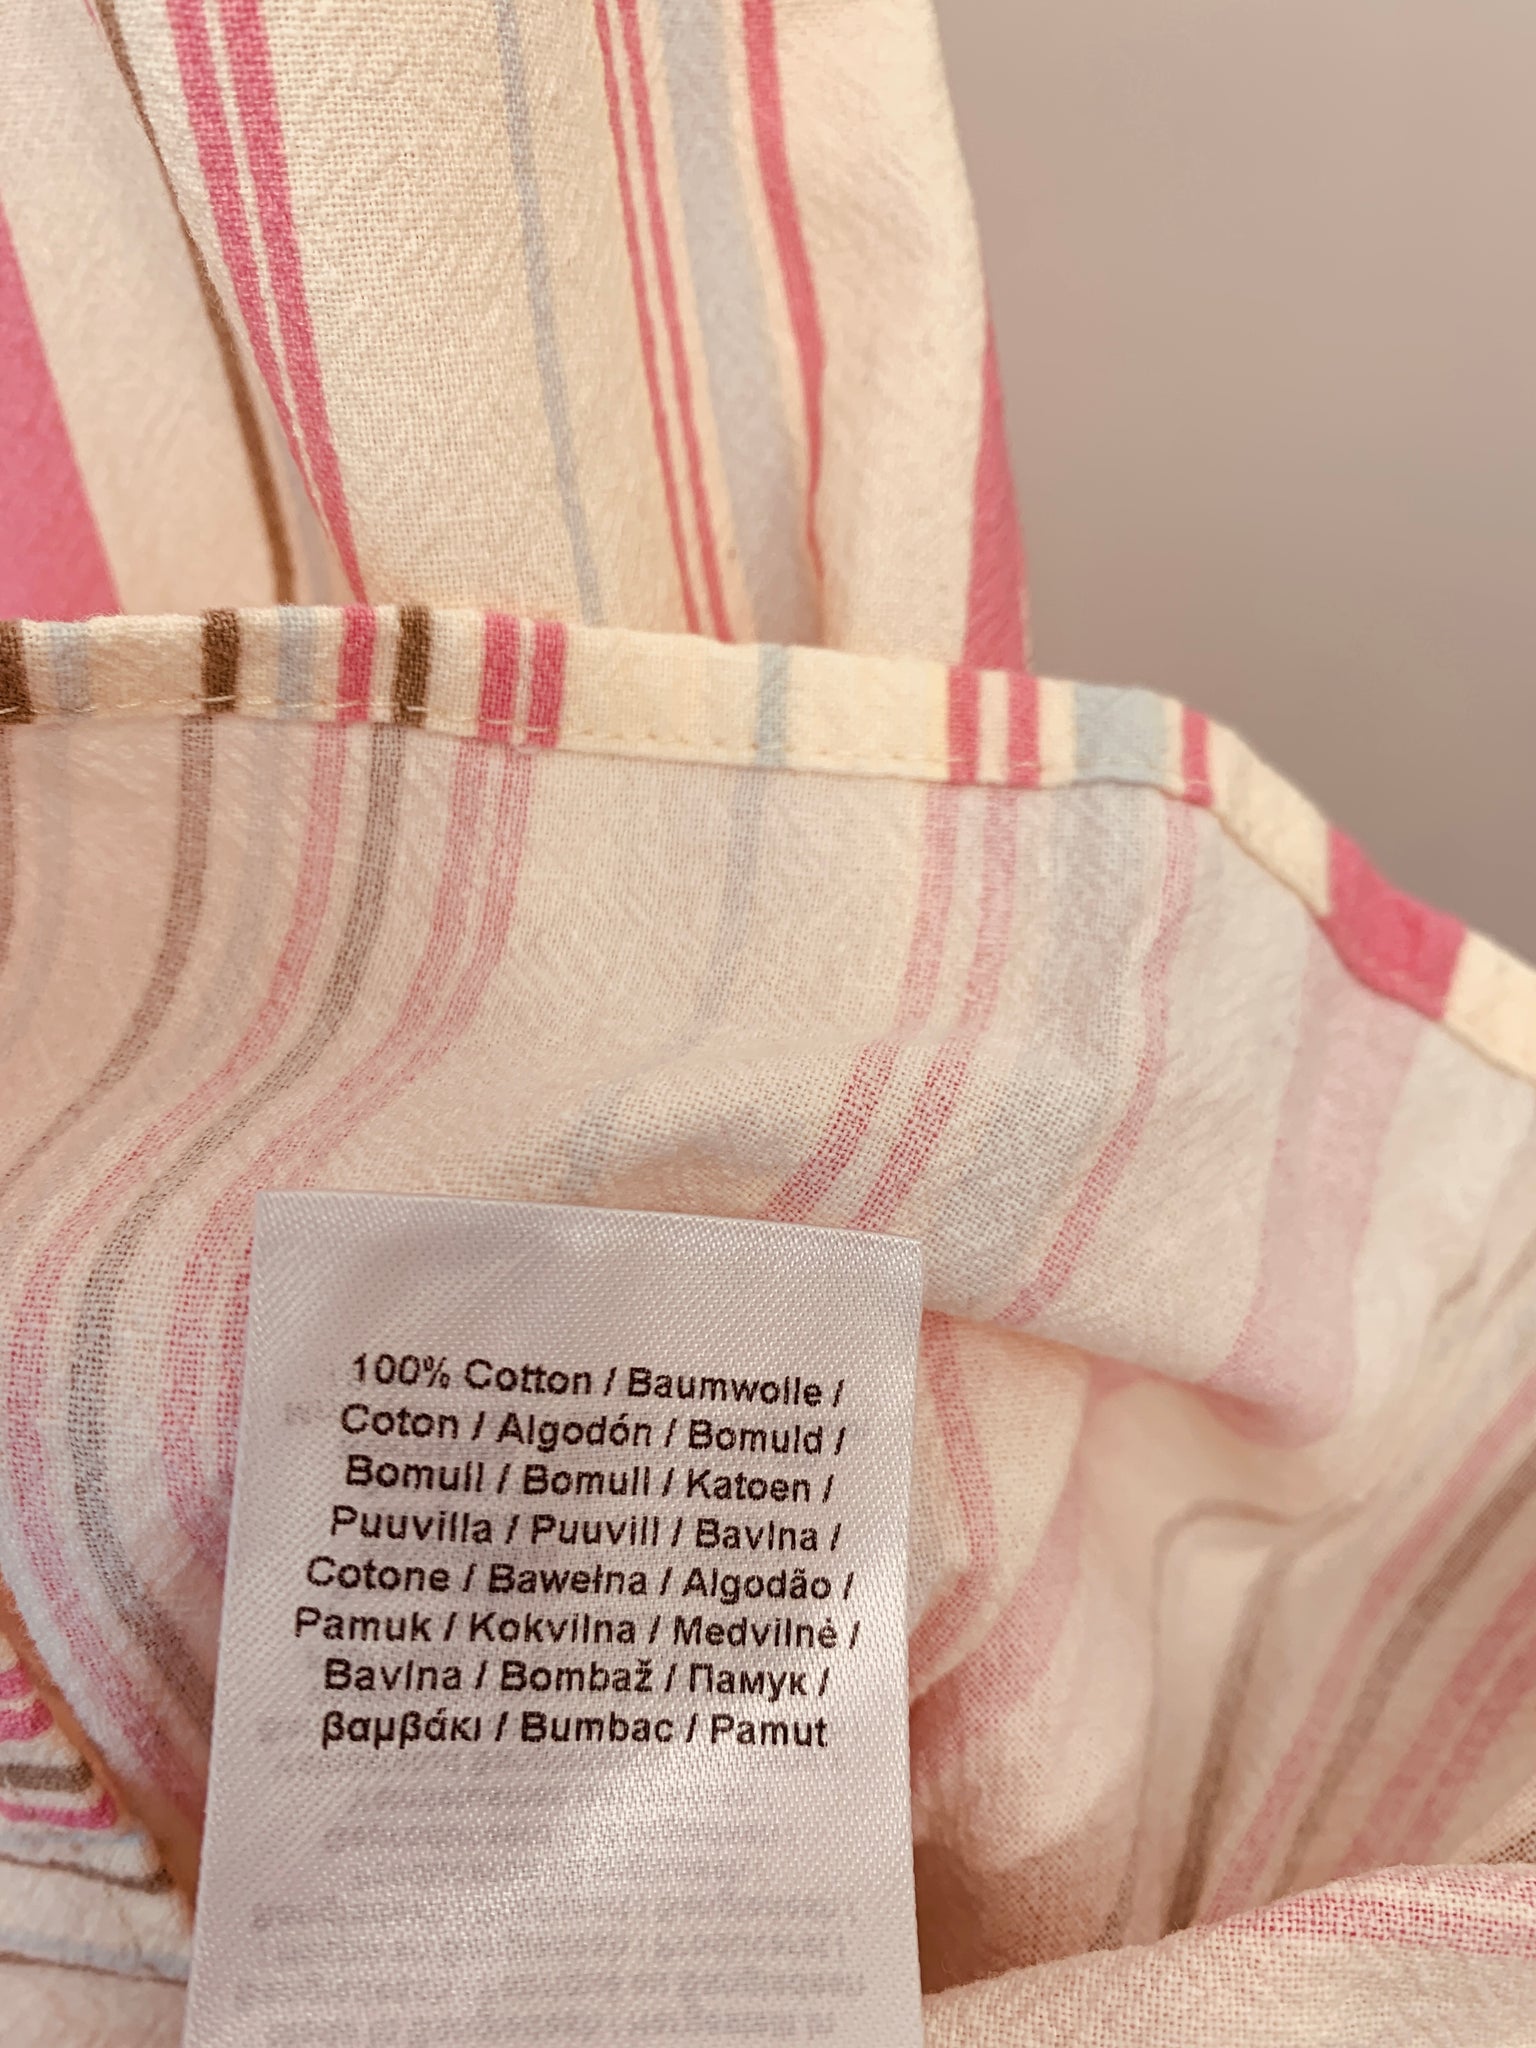 100% Cotton / Baumwolle /
Coton / Algodón / Bomuld /
Bomull / Bomull / Katoen /
Puuvilla / Puuvill / Bavlna /
Cotone / Bawełna / Algodão /
Pamuk / Kokvilna / Medvilnė /
Bavlna / Bombaž / Памук /
βαμβάκι / Bumbac / Pamut